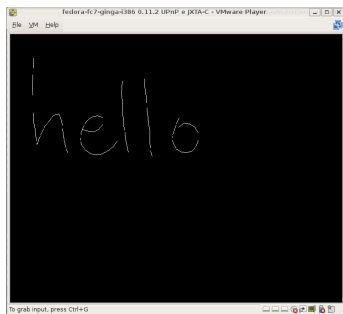 fedora-fc7-ginga-i386 0.11.2 UPnP e JXTA-C - VMware Player
File VM Help
hello
To grab input, press Ctrl+G